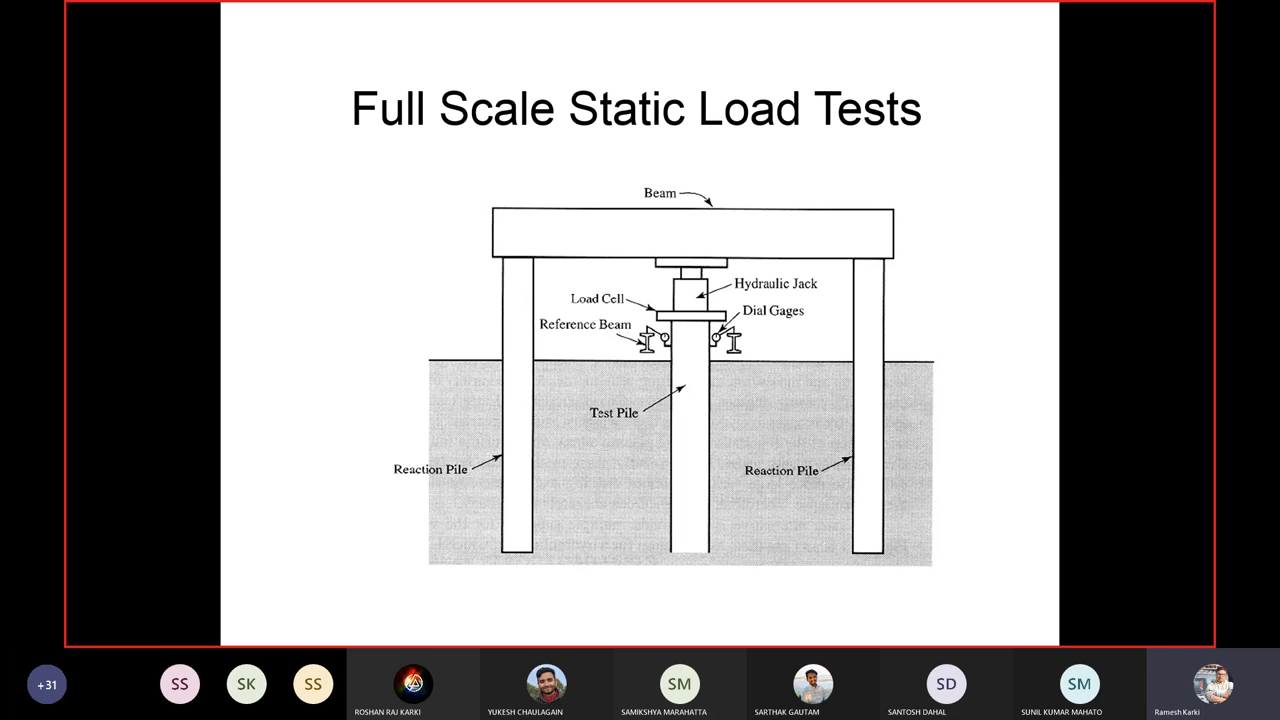 Full Scale Static Load Tests
Beam
Hydraulic Jack
Load Cell
Dial Gages
Reference Beam
Test Pile
Reaction Pile
Reaction Pile
+31
SS
SK
SS
ROSHAN RAJ KARKI
YUKESH CHAULAGAIN
SM
SAMIKSHYA MARAHATTA
SARTHAK GAUTAM
SD
SANTOSH DAHAL
SM
SUNIL KUMAR MAHATO
Ramesh Karki